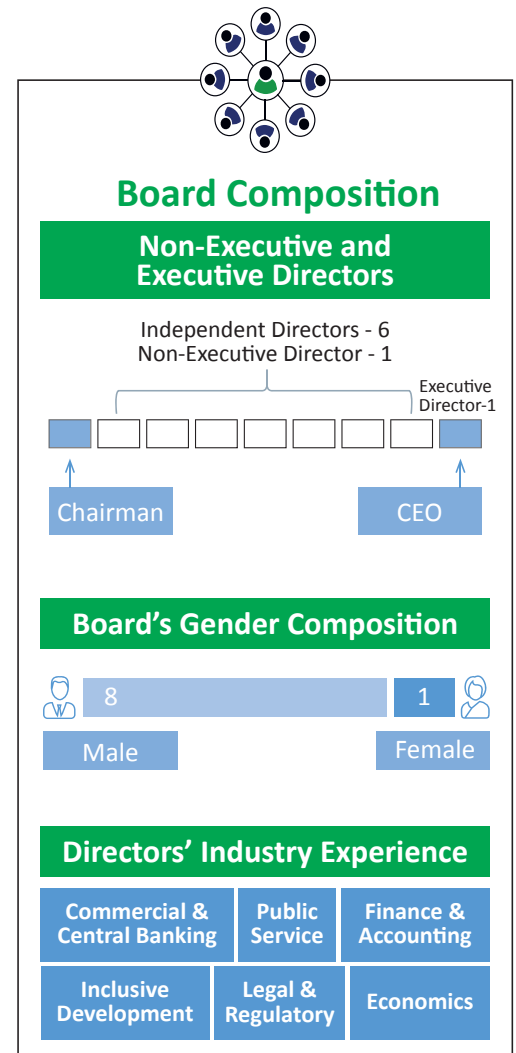 Board Composition
Non-Executive and
Executive Directors
Independent Directors - 6
Non-Executive Director - 1
Executive
Director-1
Chairman
CEO
Board's Gender Composition
8
1
Male
Female
Directors' Industry Experience
Commercial &
Central Banking
Public
Service
Finance &
Accounting
Inclusive
Development
Legal &
Regulatory
Economics